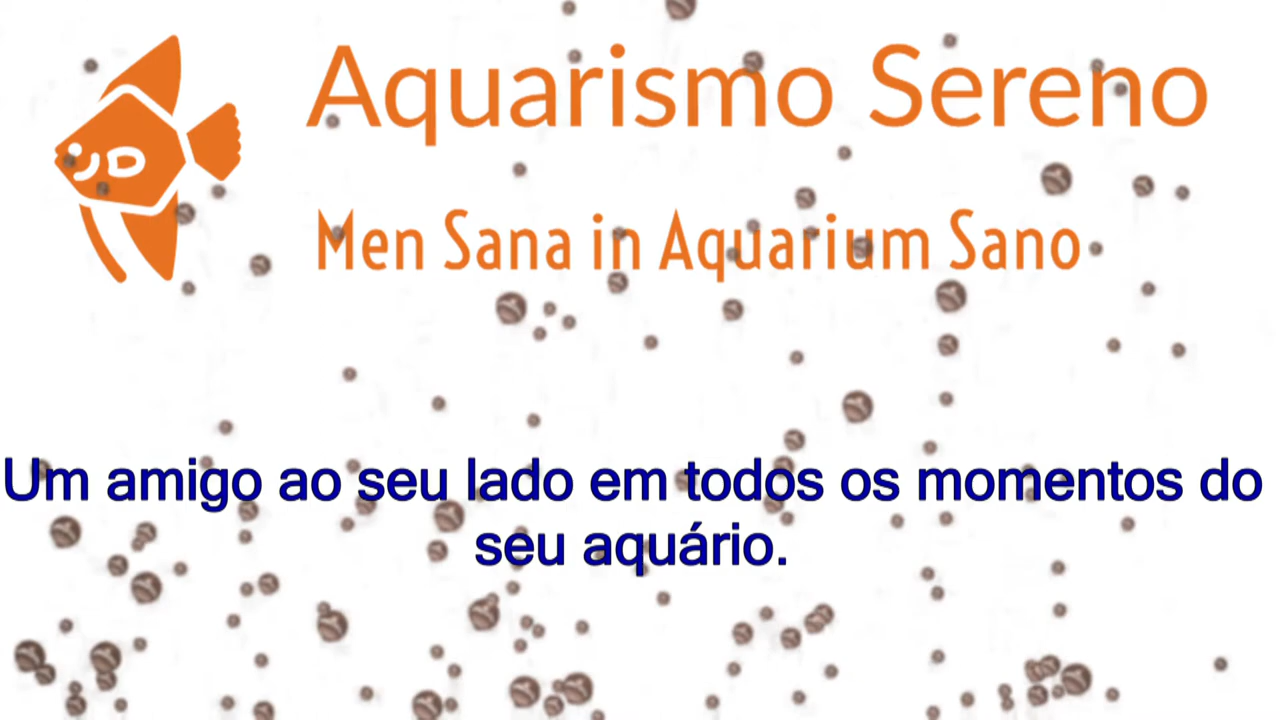 Aquarismo Sereno
Men Sana in Aquarium Sano
Um amigo ao seu lado em todos os momentos do
seu aquário.